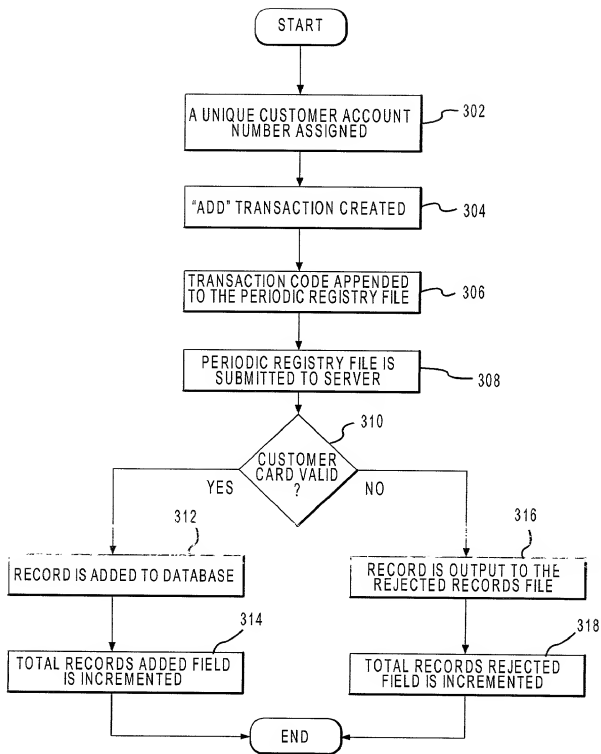 START
A UNIQUE CUSTOMER ACCOUNT
NUMBER ASSIGNED
302
"ADD" TRANSACTION CREATED
304
TRANSACTION CODE APPENDED
TO THE PERIODIC REGISTRY FILE
306
PERIODIC REGISTRY FILE IS
SUBMITTED TO SERVER
308
310
CUSTOMER
CARD VALID
?
YES
NO
312
RECORD IS ADDED TO DATABASE
316
RECORD IS OUTPUT TO THE
REJECTED RECORDS FILE
314
TOTAL RECORDS ADDED FIELD
IS INCREMENTED
318
TOTAL RECORDS REJECTED
FIELD IS INCREMENTED
END